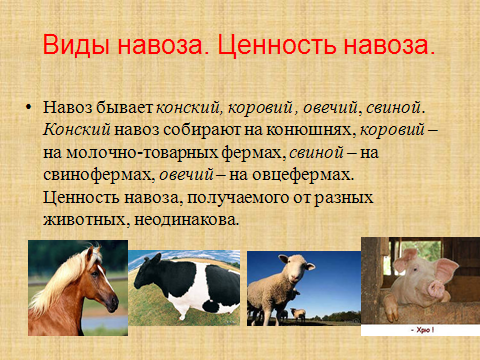 Виды навоза. Ценность навоза.
• Навоз бывает конский, коровий , овечий, свиной.
Конский навоз собирают на конюшнях, коровий –
на молочно-товарных фермах, свиной – на
свинофермах, овечий – на овцефермах.
Ценность навоза, получаемого от разных
животных, неодинакова.
- Хрю !